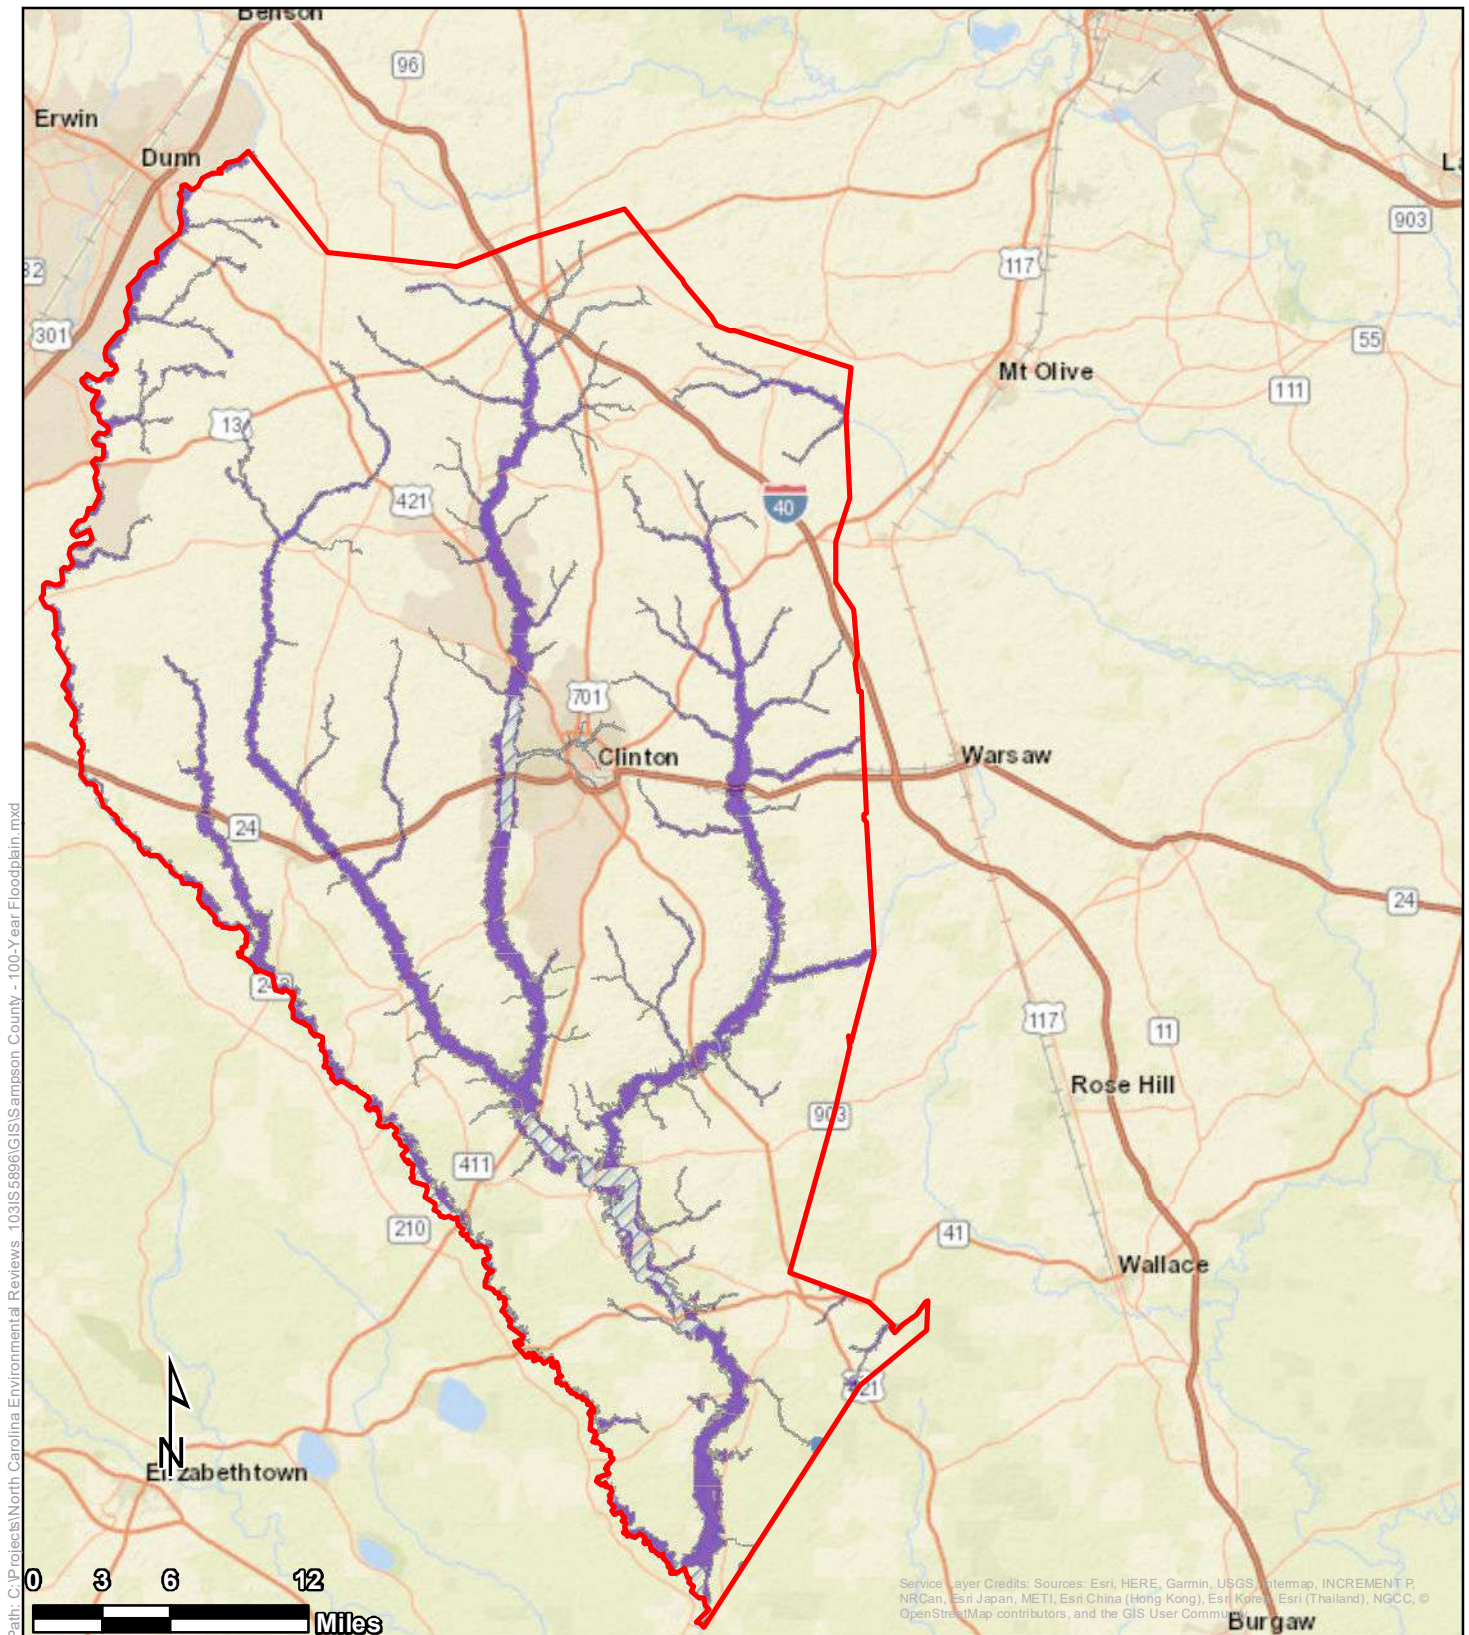 Benson
96
Erwin
Dunn
903
117
301
55
Mt Olive
111
13
421
40
701
Clinton
Warsaw
24
24
117
11
Rose Hill
903
411
210
41
Wallace
N
Elizabethtown
0 3 6 12
Miles
Burgaw
Path: C:\Projects\North Carolina Environmental Reviews 103IS5896\GIS\Sampson County - 100-Year Floodplain.mxd
Service Layer Credits: Sources: Esri, HERE, Garmin, USGS, Intermap, INCREMENT P,
NRCan, Esri Japan, METI, Esri China (Hong Kong), Esri Korea, Esri (Thailand), NGCC, ©
OpenStreetMap contributors, and the GIS User Community